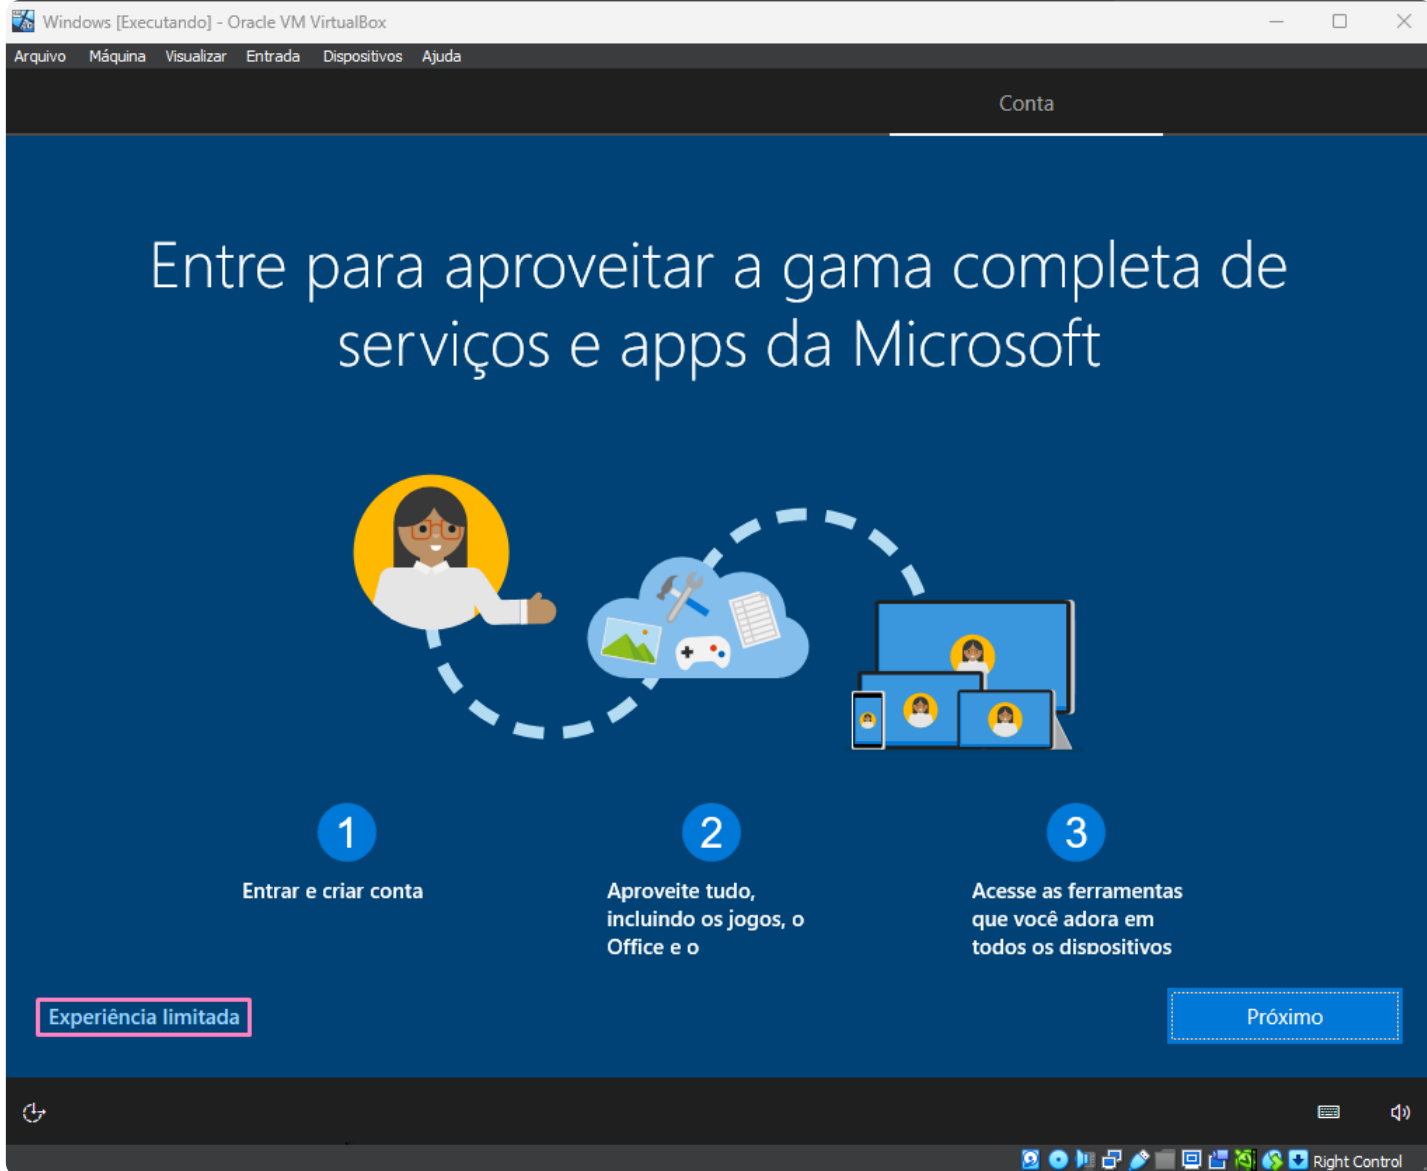 Windows [Executando] - Oracle VM VirtualBox
Arquivo Máquina Visualizar Entrada Dispositivos Ajuda
Conta
Entre para aproveitar a gama completa de
serviços e apps da Microsoft
1
Entrar e criar conta
2
Aproveite tudo,
incluindo os jogos, o
Office e o
3
Acesse as ferramentas
que você adora em
todos os dispositivos
Experiência limitada
Próximo
Right Control